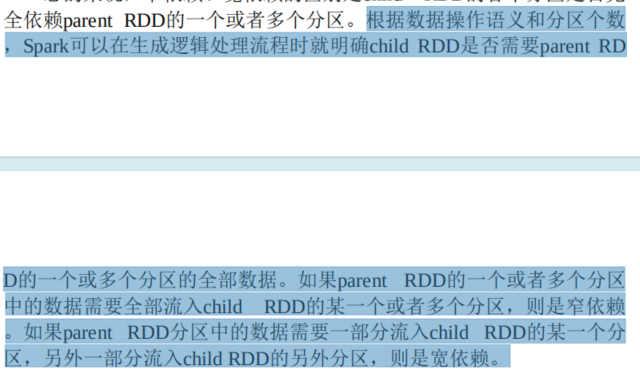 全依赖parent RDD的一个或者多个分区。根据数据操作语义和分区个数
，Spark可以在生成逻辑处理流程时就明确child RDD是否需要parent RD
D的一个或多个分区的全部数据。如果parent RDD的一个或者多个分区
中的数据需要全部流入child RDD的某一个或者多个分区，则是窄依赖
。如果parent RDD分区中的数据需要一部分流入child RDD的某一个分
区，另外一部分流入child RDD的另外分区，则是宽依赖。